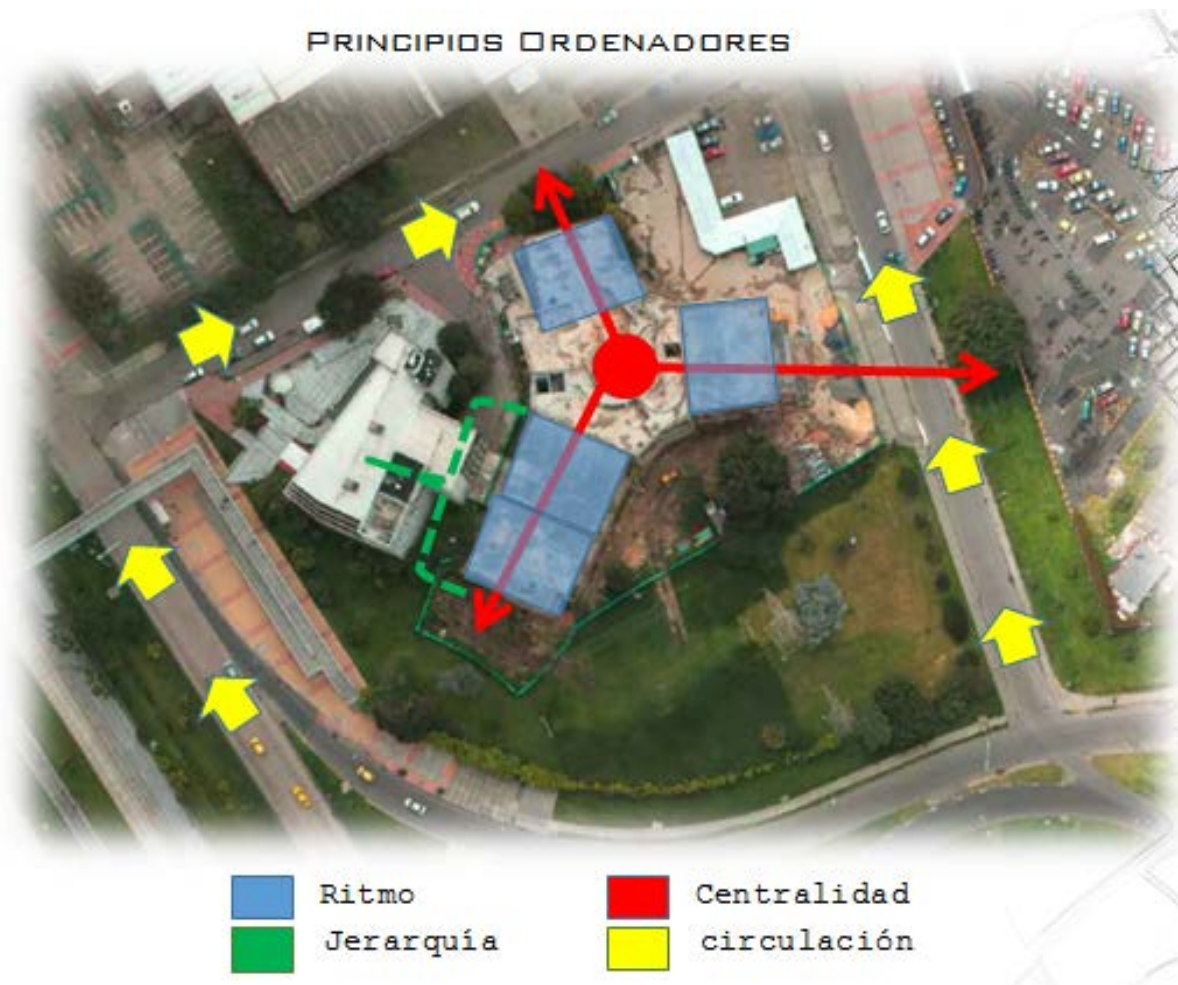 PRINCIPIOS ORDENADORES
Ritmo
Centralidad
Jerarquía
circulación